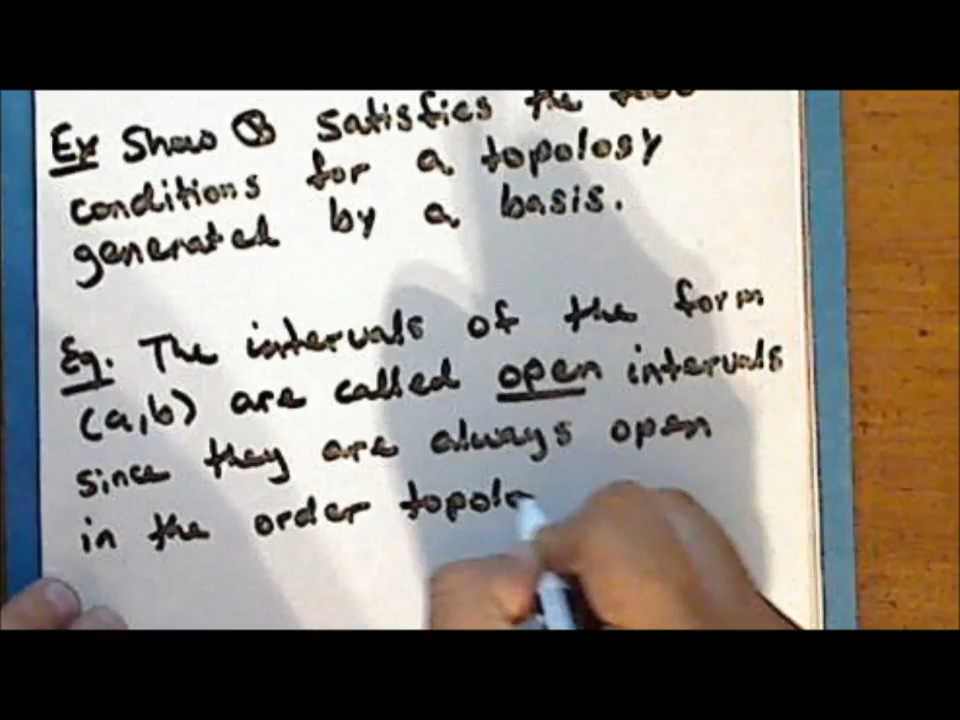 Ex Show B satisfies the
conditions for a topology
generated by a basis.
Eg. The intervals of the form
(a,b) are called open intervals
since they are always open
in the order topolo